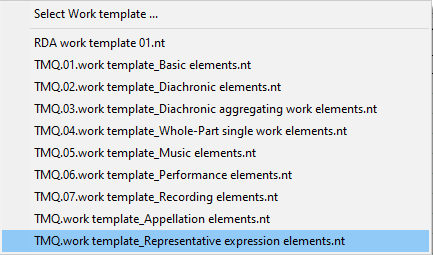 Select Work template ...
RDA work template 01.nt
TMQ.01.work template_Basic elements.nt
TMQ.02.work template_Diachronic elements.nt
TMQ.03.work template_Diachronic aggregating work elements.nt
TMQ.04.work template_Whole-Part single work elements.nt
TMQ.05.work template_Music elements.nt
TMQ.06.work template_Performance elements.nt
TMQ.07.work template_Recording elements.nt
TMQ.work template_Appellation elements.nt
TMQ.work template_Representative expression elements.nt